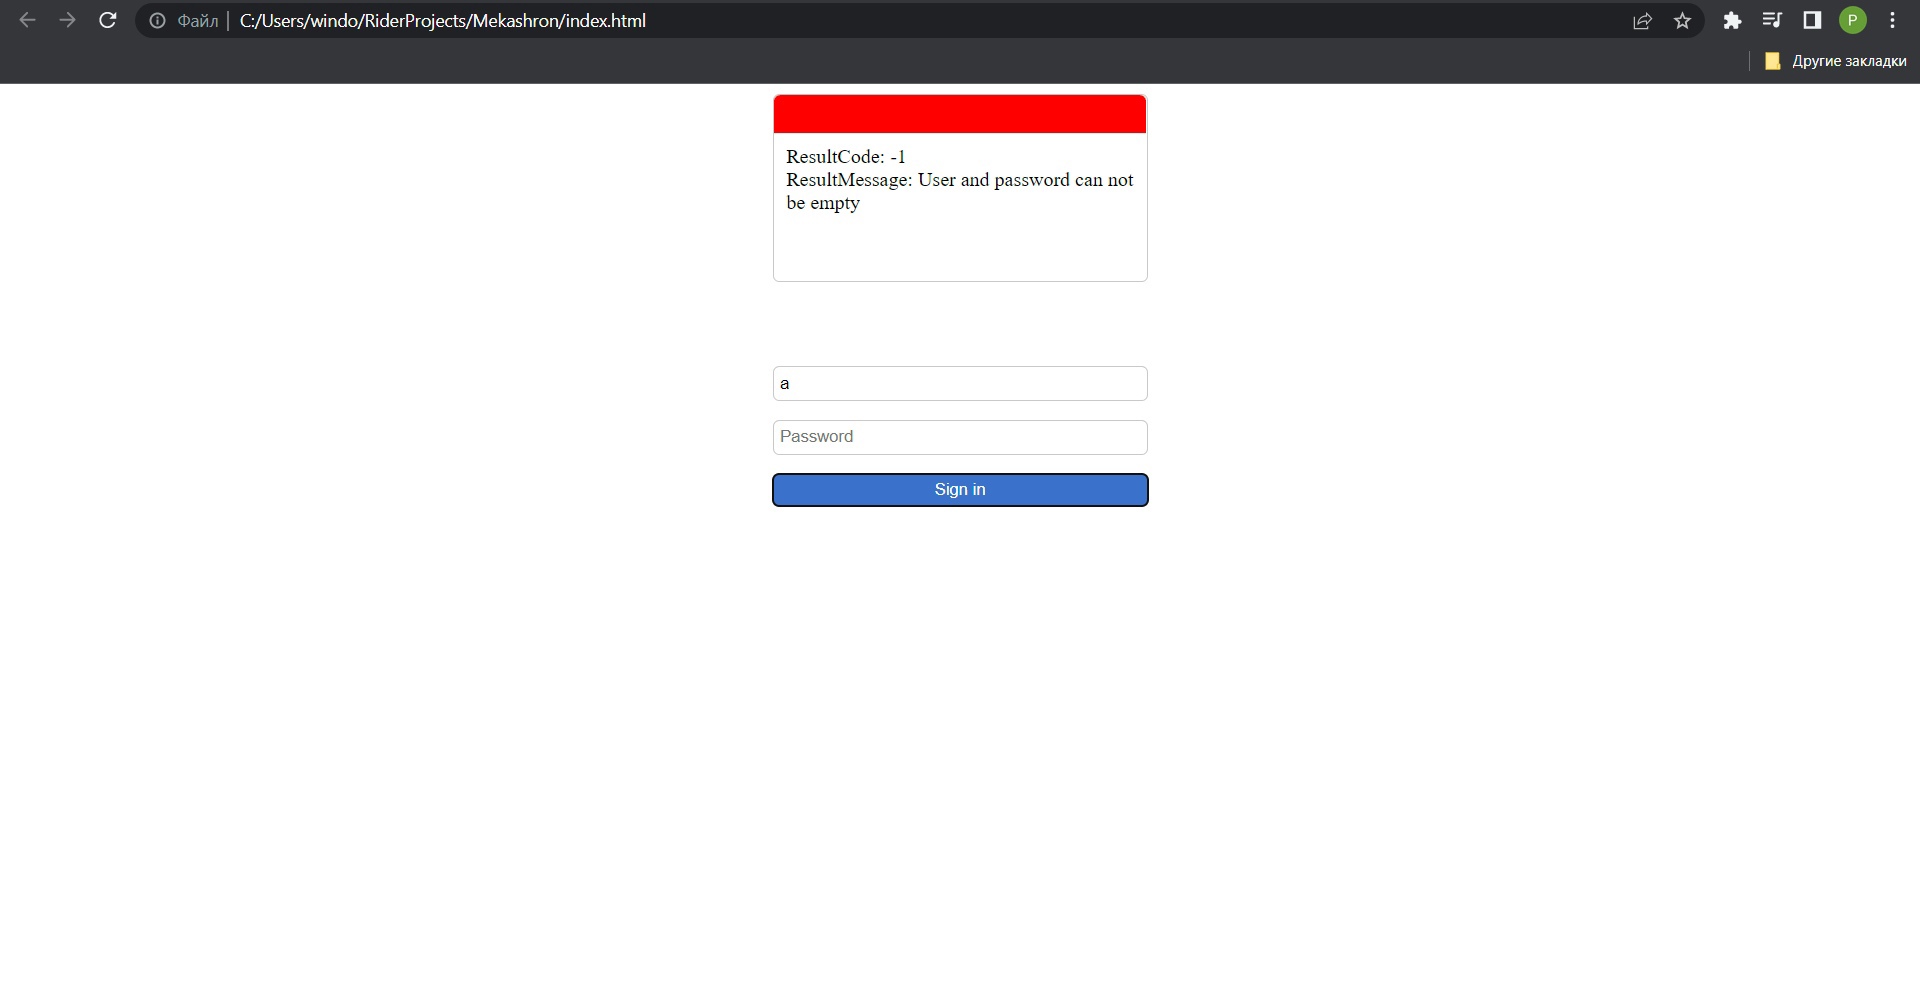 Файл C:/Users/windo/RiderProjects/Mekashron/index.html
P
Другие закладки
ResultCode: -1
ResultMessage: User and password can not
be empty
a
Password
Sign in